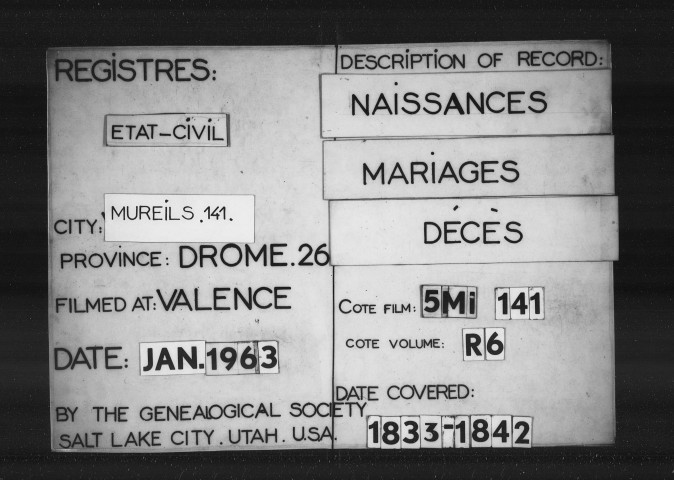 REGiSTRES:
ETAT-CiViL
CITY: MUREiLS.141.
PROVINCE: DROME.26
FILMED AT: VALENCE
DATE: JAN.1963
BY THE GENEALOGICAL SOCIETY
SALT LAKE CITY. UTAH. U.SA.
DESCRIPTION OF RECORD:
NAiSSANCES
MARiAGES
DÉCÈS
COTE FILM: 5Mi 141
COTE VOLUME: R6
DATE COVERED:
1833-1842